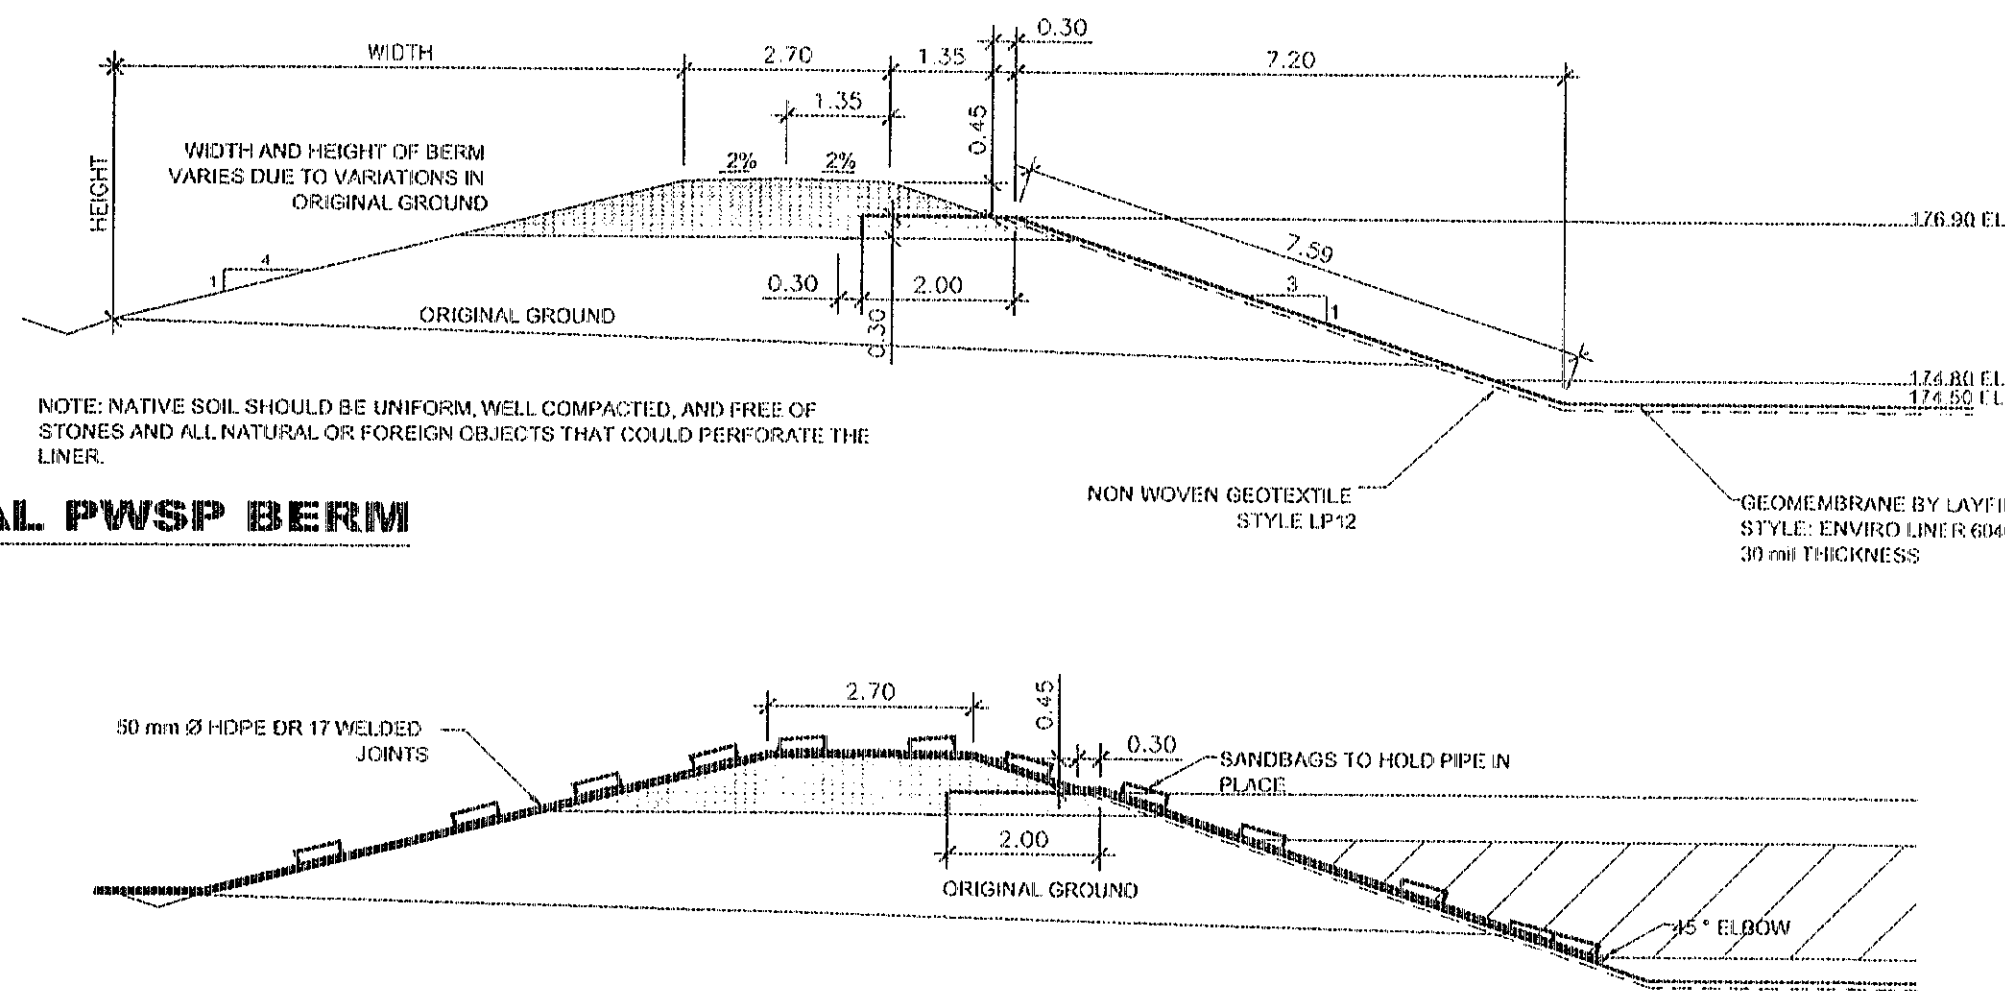 0.30
WIDTH
2.70
1.35
7.20
1.35
0.45
HEIGHT
WIDTH AND HEIGHT OF BERM
VARIES DUE TO VARIATIONS IN
ORIGINAL GROUND
2%
2%
176.90 EL
7.59
4
1
0.30
2.00
3
1
ORIGINAL GROUND
0.30
174.80 EL
174.50 EL
NOTE: NATIVE SOIL SHOULD BE UNIFORM, WELL COMPACTED, AND FREE OF
STONES AND ALL NATURAL OR FOREIGN OBJECTS THAT COULD PERFORATE THE
LINER.
AL PWSP BERM
NON WOVEN GEOTEXTILE
STYLE LP12
GEOMEMBRANE BY LAYFI
STYLE: ENVIRO LINER 604
30 mil THICKNESS
2.70
0.45
50 mm Ø HDPE DR 17 WELDED
JOINTS
0.30
SANDBAGS TO HOLD PIPE IN
PLACE
2.00
ORIGINAL GROUND
45° ELBOW